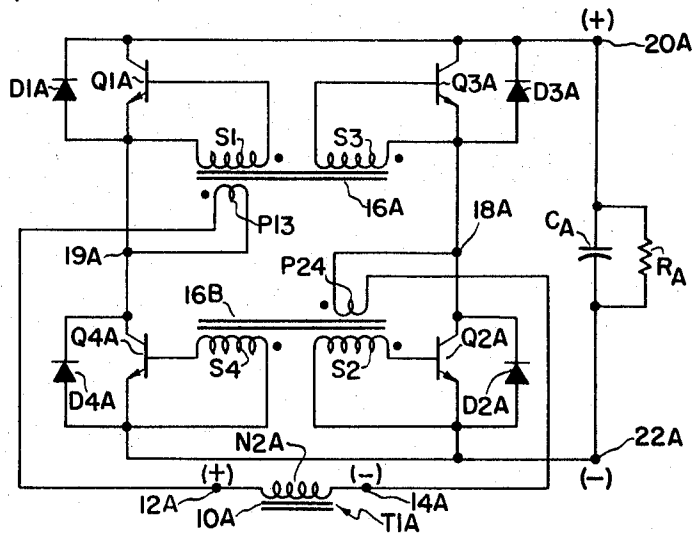 (+)
20A
D1A
Q1A
Q3A
D3A
S1
S3
16A
P13
18A
19A
CA
RA
P24
16B
Q4A
S4
S2
Q2A
D4A
D2A
N2A
22A
(+)
(-)
(-)
12A
10A
14A
T1A